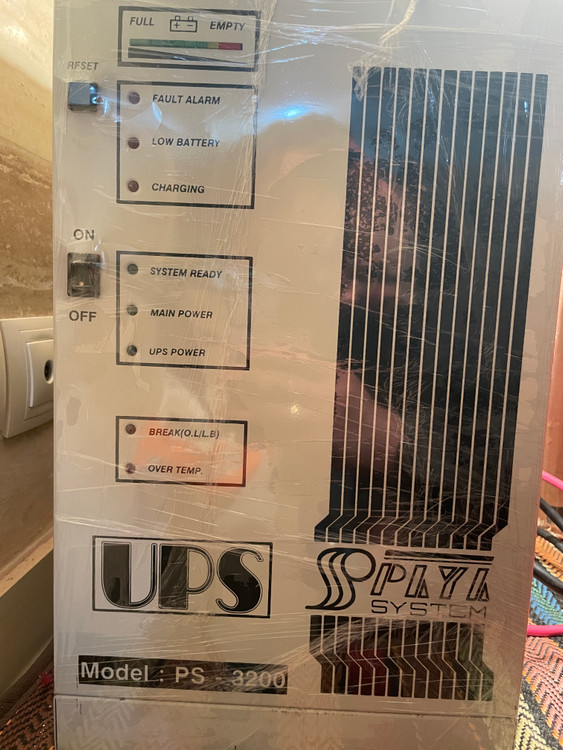 FULL EMPTY
RESET
FAULT ALARM
LOW BATTERY
CHARGING
ON
OFF
SYSTEM READY
MAIN POWER
UPS POWER
BREAK(O.L/L.B)
OVER TEMP.
UPS
PAYA
SYSTEM
Model : PS - 3200